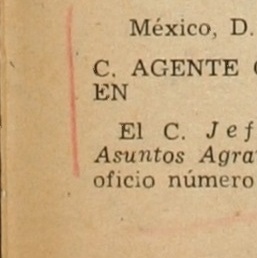 México, D.
C. AGENTE
EN
El C. Jef
Asuntos Agra
oficio número